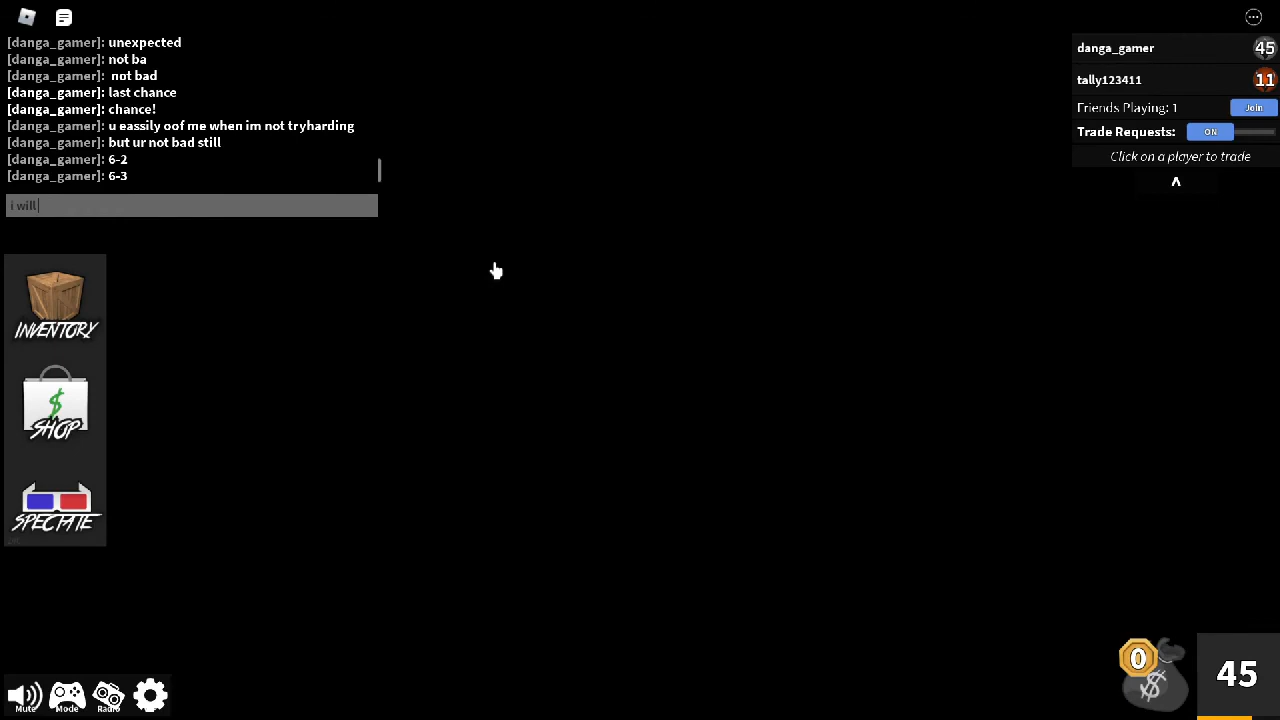 [danga_gamer]: unexpected
[danga_gamer]: not ba
[danga_gamer]: not bad
[danga_gamer]: last chance
[danga_gamer]: chance!
[danga_gamer]: u eassily oof me when im not tryharding
[danga_gamer]: but ur not bad still
[danga_gamer]: 6-2
[danga_gamer]: 6-3
i will
danga_gamer 45
tally123411 11
Friends Playing: 1 Join
Trade Requests: ON
Click on a player to trade
INVENTORY
$
SHOP
SPECTATE
Mute Mode Radio
0
$
45